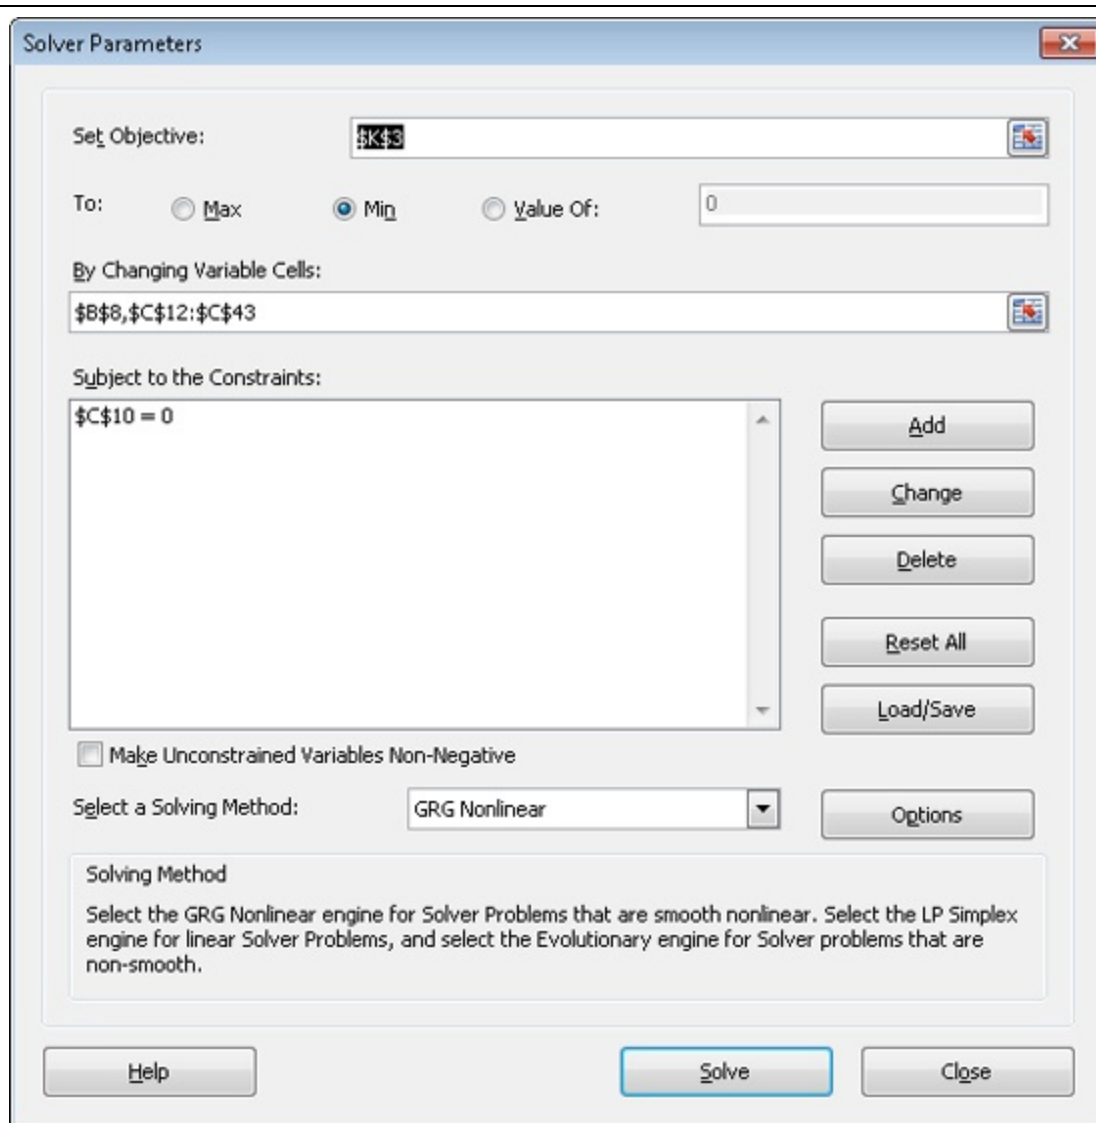 Solver Parameters
Set Objective: $K$3
To: Max Min Value Of: 0
By Changing Variable Cells:
$B$8,$C$12:$C$43
Subject to the Constraints:
$C$10 = 0
Add
Change
Delete
Reset All
Load/Save
Make Unconstrained Variables Non-Negative
Select a Solving Method: GRG Nonlinear Options
Solving Method
Select the GRG Nonlinear engine for Solver Problems that are smooth nonlinear. Select the LP Simplex
engine for linear Solver Problems, and select the Evolutionary engine for Solver problems that are
non-smooth.
Help Solve Close